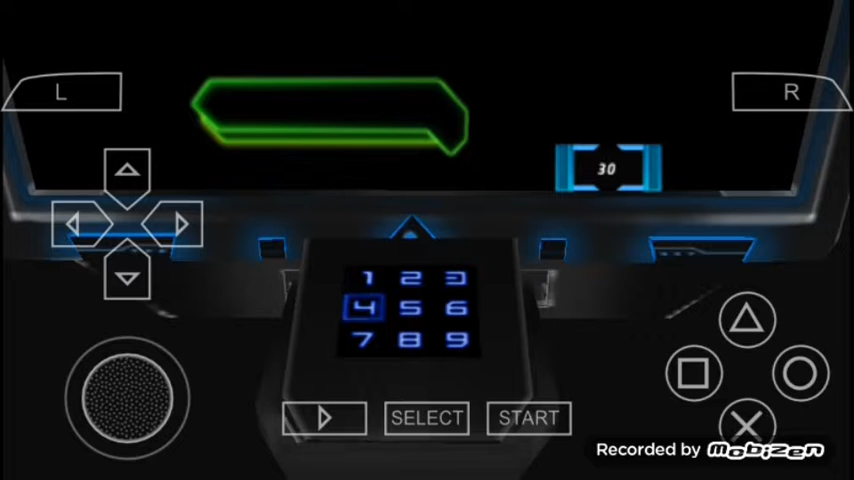 L
R
30
1 2 3
4 5 6
7 8 9
SELECT
START
Recorded by Mobizen